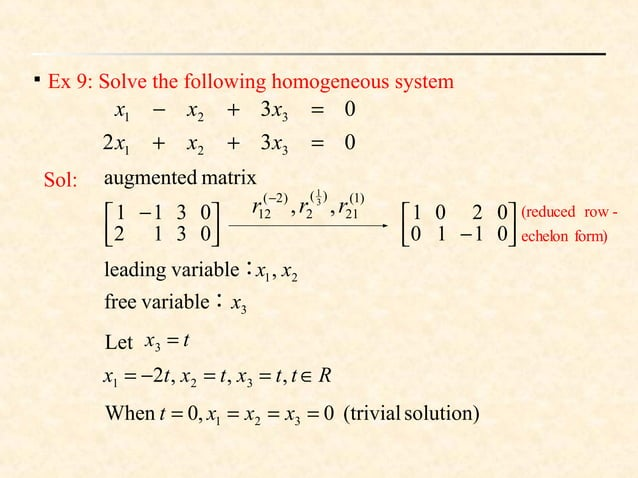 ▪ Ex 9: Solve the following homogeneous system
x₁ − x₂ + 3x₃ = 0
2x₁ + x₂ + 3x₃ = 0
Sol: augmented matrix
[1 −1 3 0] r₁₂⁽⁻²⁾, r₂⁽¹ᐟ³⁾, r₂₁⁽¹⁾ → [1 0 2 0] (reduced row -
[2 1 3 0] [0 1 −1 0] echelon form)
leading variable：x₁, x₂
free variable：x₃
Let x₃ = t
x₁ = −2t, x₂ = t, x₃ = t, t ∈ R
When t = 0, x₁ = x₂ = x₃ = 0 (trivial solution)